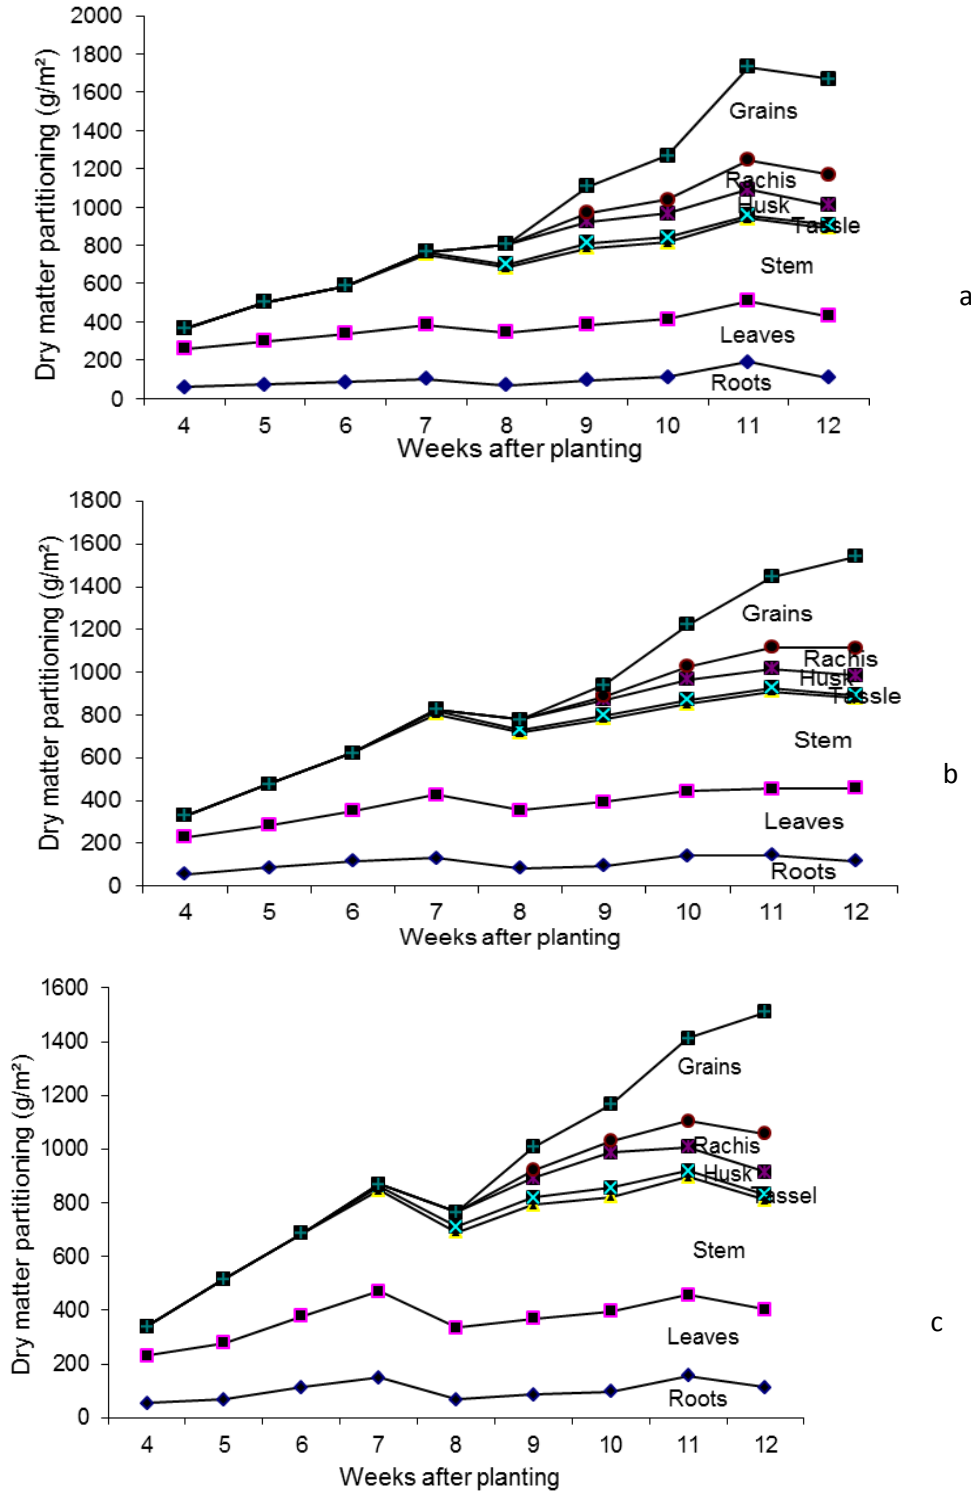 2000
1800
1600
1400
1200
1000
800
600
400
200
0
Dry matter partitioning (g/m²)
Grains
Rachis
Husk
Tassle
Stem
Leaves
Roots
4 5 6 7 8 9 10 11 12
Weeks after planting
a
1800
1600
1400
1200
1000
800
600
400
200
0
Dry matter partitioning (g/m²)
Grains
Rachis
Husk
Tassle
Stem
Leaves
Roots
4 5 6 7 8 9 10 11 12
Weeks after planting
b
1600
1400
1200
1000
800
600
400
200
0
Dry matter partitioning (g/m²)
Grains
Rachis
Husk
Tassel
Stem
Leaves
Roots
4 5 6 7 8 9 10 11 12
Weeks after planting
c